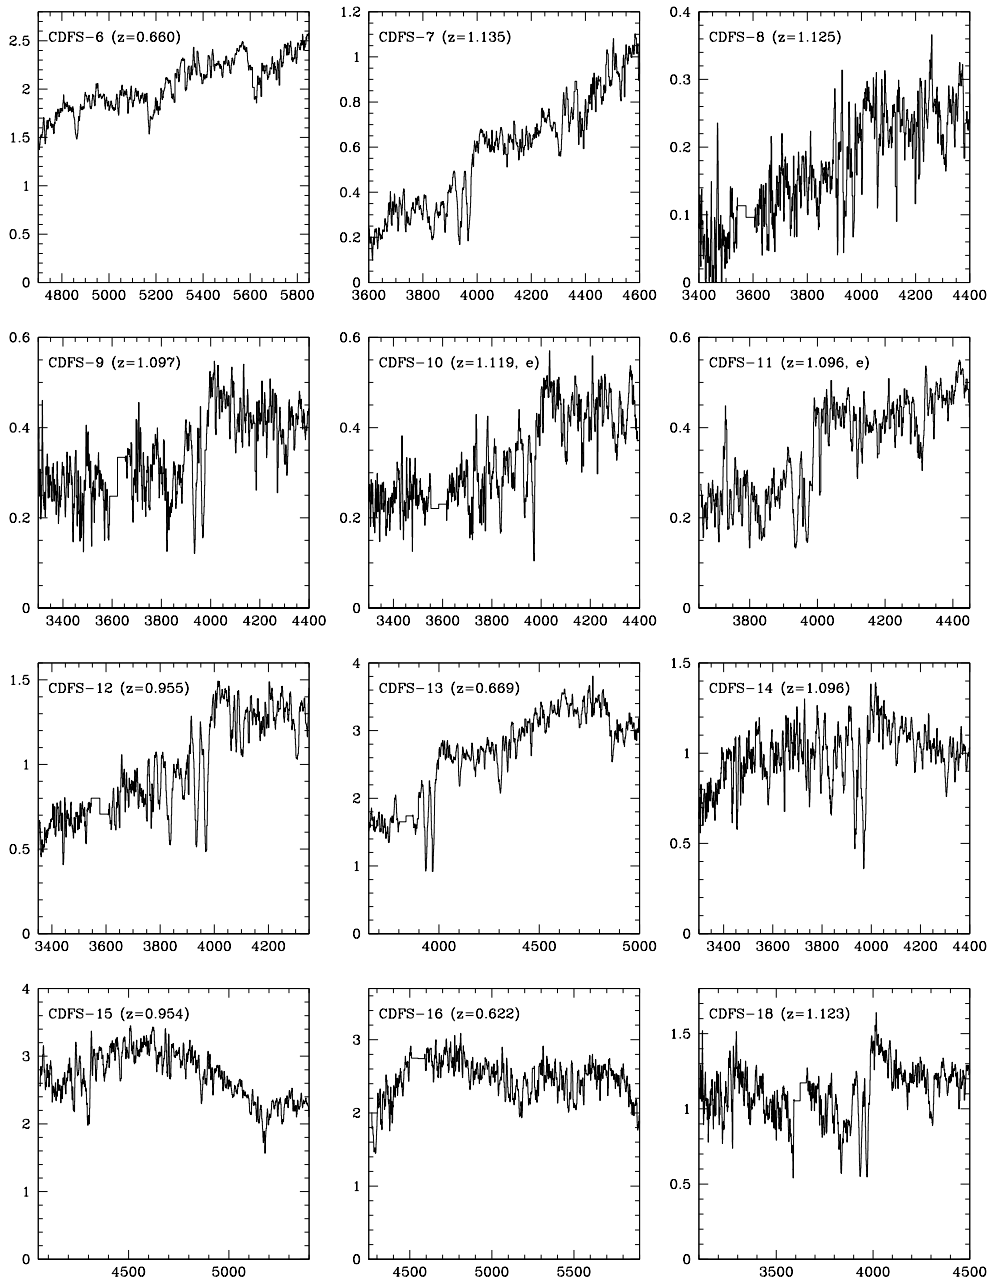 CDFS-6 (z=0.660)
2.5
2
1.5
1
0.5
0
4800 5000 5200 5400 5600 5800
CDFS-7 (z=1.135)
1.2
1
0.8
0.6
0.4
0.2
0
3600 3800 4000 4200 4400 4600
CDFS-8 (z=1.125)
0.4
0.3
0.2
0.1
0
3400 3600 3800 4000 4200 4400
CDFS-9 (z=1.097)
0.6
0.4
0.2
0
3400 3600 3800 4000 4200 4400
CDFS-10 (z=1.119, e)
0.6
0.4
0.2
0
3400 3600 3800 4000 4200 4400
CDFS-11 (z=1.096, e)
0.6
0.4
0.2
0
3800 4000 4200 4400
CDFS-12 (z=0.955)
1.5
1
0.5
0
3400 3600 3800 4000 4200
CDFS-13 (z=0.669)
4
3
2
1
0
4000 4500 5000
CDFS-14 (z=1.096)
1.5
1
0.5
0
3400 3600 3800 4000 4200 4400
CDFS-15 (z=0.954)
4
3
2
1
0
4500 5000
CDFS-16 (z=0.622)
3
2
1
0
4500 5000 5500
CDFS-18 (z=1.123)
1.5
1
0.5
0
3500 4000 4500